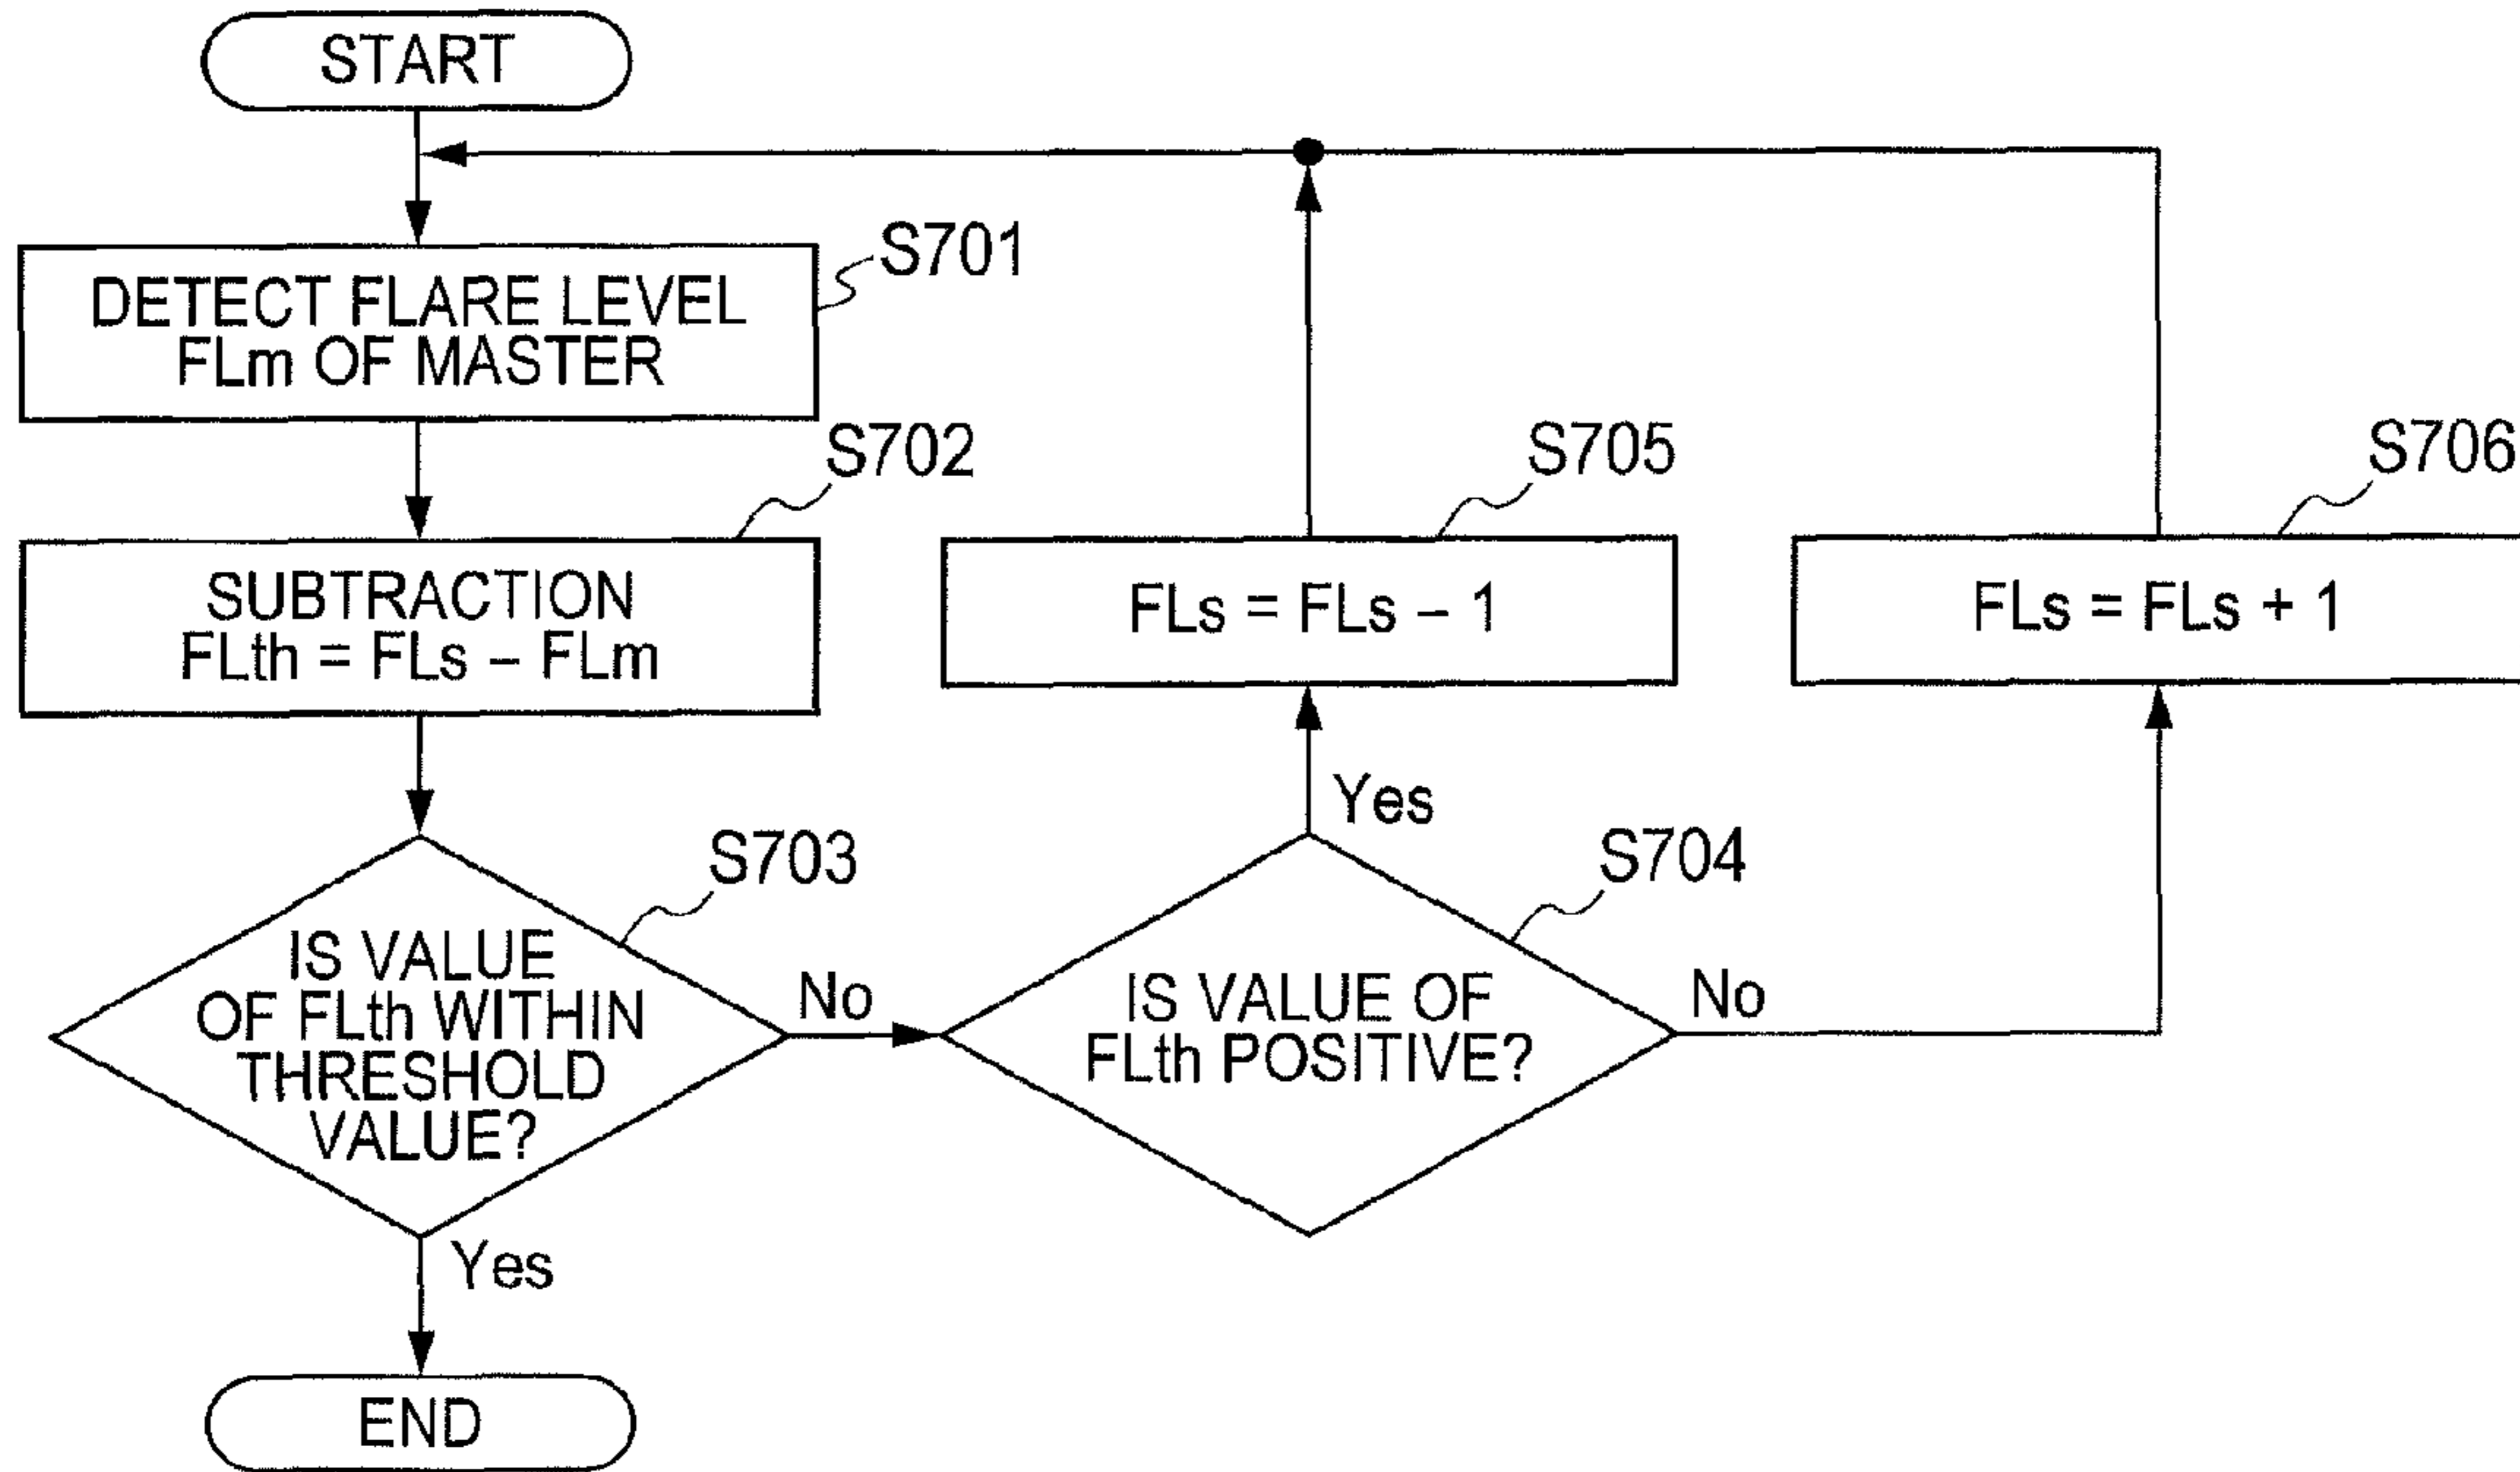 START
S701
DETECT FLARE LEVEL
FLm OF MASTER
S702
SUBTRACTION
FLth = FLs – FLm
S705
FLs = FLs – 1
S706
FLs = FLs + 1
S703
IS VALUE
OF FLth WITHIN
THRESHOLD
VALUE?
No
Yes
S704
IS VALUE OF
FLth POSITIVE?
Yes
No
END